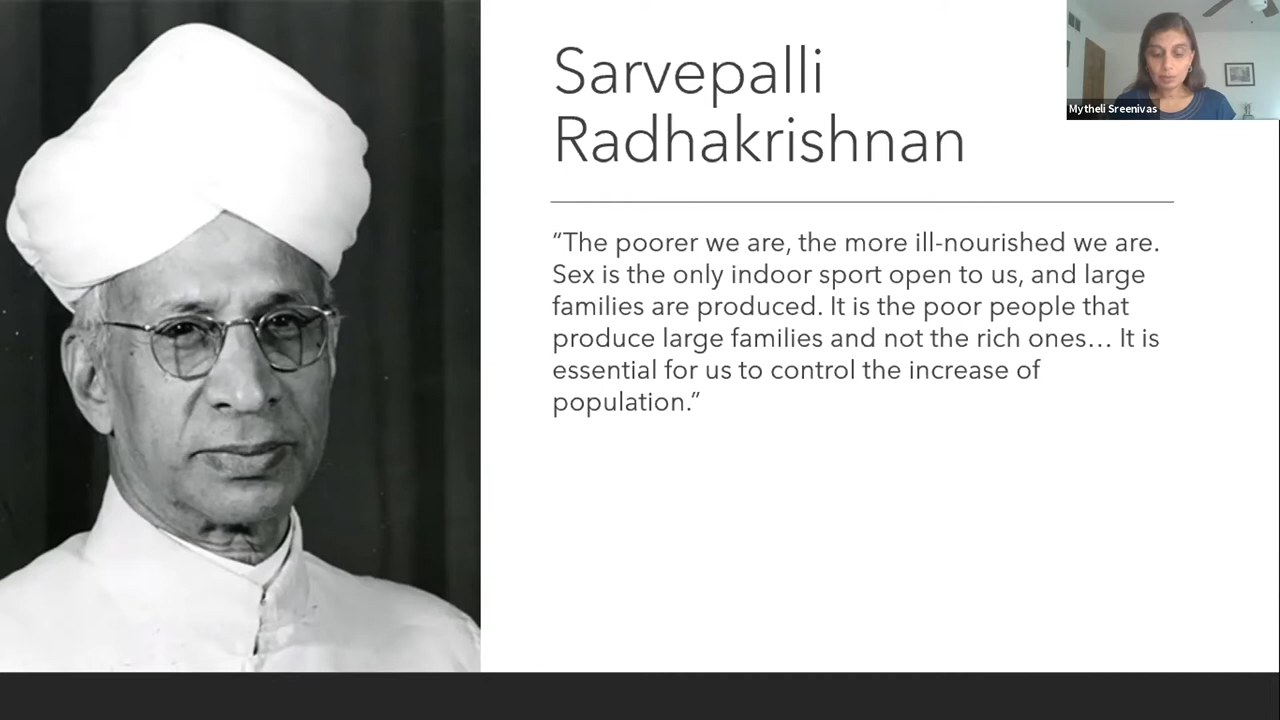 Sarvepalli
Radhakrishnan
Mytheli Sreenivas
“The poorer we are, the more ill-nourished we are.
Sex is the only indoor sport open to us, and large
families are produced. It is the poor people that
produce large families and not the rich ones… It is
essential for us to control the increase of
population.”